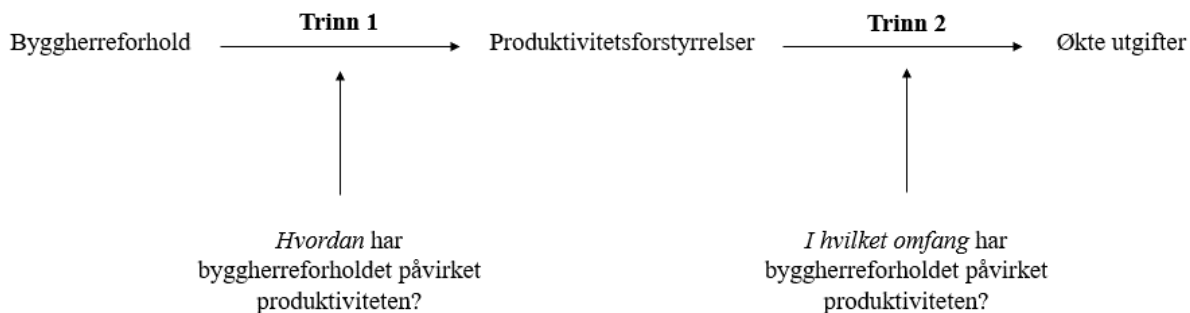 Trinn 1
Trinn 2
Byggherreforhold
Produktivitetsforstyrrelser
Økte utgifter
Hvordan har
byggherreforholdet påvirket
produktiviteten?
I hvilket omfang har
byggherreforholdet påvirket
produktiviteten?